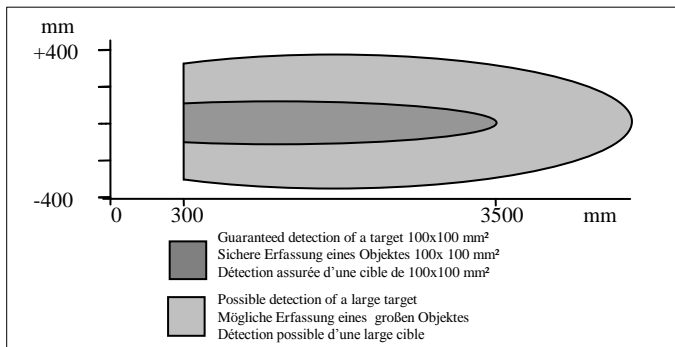 mm
+400
-400
0 300 3500 mm
Guaranteed detection of a target 100x100 mm²
Sichere Erfassung eines Objektes 100x 100 mm²
Détection assurée d'une cible de 100x100 mm²
Possible detection of a large target
Mögliche Erfassung eines  großen Objektes
Détection possible d'une large cible